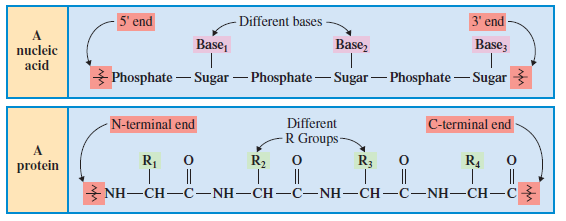 A nucleic acid
5' end
Different bases
3' end
Base₁ Base₂ Base₃
Phosphate — Sugar — Phosphate — Sugar — Phosphate — Sugar
A protein
N-terminal end
Different R Groups
C-terminal end
R₁ O R₂ O R₃ O R₄ O
NH—CH—C—NH—CH—C—NH—CH—C—NH—CH—C